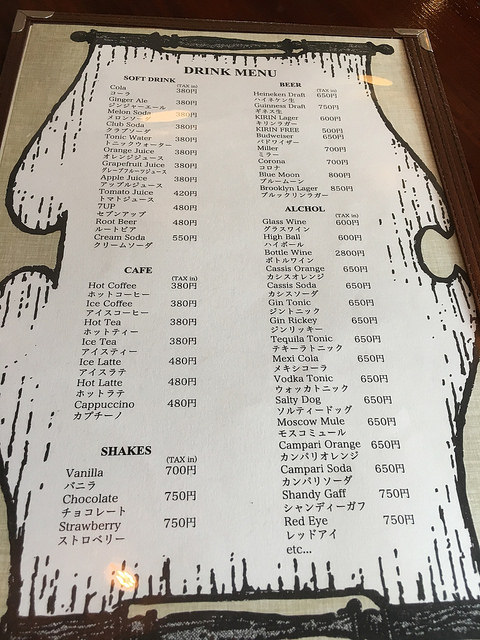 DRINK MENU
SOFT DRINK
(TAX in)
Cola 380円
コーラ
Ginger Ale 380円
ジンジャーエール
Melon Soda 380円
メロンソーダ
Club Soda 380円
クラブソーダ
Tonic Water 380円
トニックウォーター
Orange Juice 380円
オレンジジュース
Grapefruit Juice 380円
グレープフルーツジュース
Apple Juice 380円
アップルジュース
Tomato Juice 420円
トマトジュース
7UP 480円
セブンアップ
Root Beer 480円
ルートビア
Cream Soda 550円
クリームソーダ
CAFE
(TAX in)
Hot Coffee 380円
ホットコーヒー
Ice Coffee 380円
アイスコーヒー
Hot Tea 380円
ホットティー
Ice Tea 380円
アイスティー
Ice Latte 480円
アイスラテ
Hot Latte 480円
ホットラテ
Cappuccino 480円
カプチーノ
SHAKES
(TAX in)
Vanilla 700円
バニラ
Chocolate 750円
チョコレート
Strawberry 750円
ストロベリー
BEER
(TAX in)
Heineken Draft 650円
ハイネケン生
Guinness Draft 750円
ギネス生
KIRIN Lager 600円
キリンラガー
KIRIN FREE 500円
Budweiser 650円
バドワイザー
Miller 700円
ミラー
Corona 700円
コロナ
Blue Moon 800円
ブルームーン
Brooklyn Lager 850円
ブルックリンラガー
ALCHOL
(TAX in)
Glass Wine 600円
グラスワイン
High Ball 600円
ハイボール
Bottle Wine 2800円
ボトルワイン
Cassis Orange 650円
カシスオレンジ
Cassis Soda 650円
カシスソーダ
Gin Tonic 650円
ジントニック
Gin Rickey 650円
ジンリッキー
Tequila Tonic 650円
テキーラトニック
Mexi Cola 650円
メキシコーラ
Vodka Tonic 650円
ウォッカトニック
Salty Dog 650円
ソルティードッグ
Moscow Mule 650円
モスコミュール
Campari Orange 650円
カンパリオレンジ
Campari Soda 650円
カンパリソーダ
Shandy Gaff 750円
シャンディーガフ
Red Eye 750円
レッドアイ
etc...